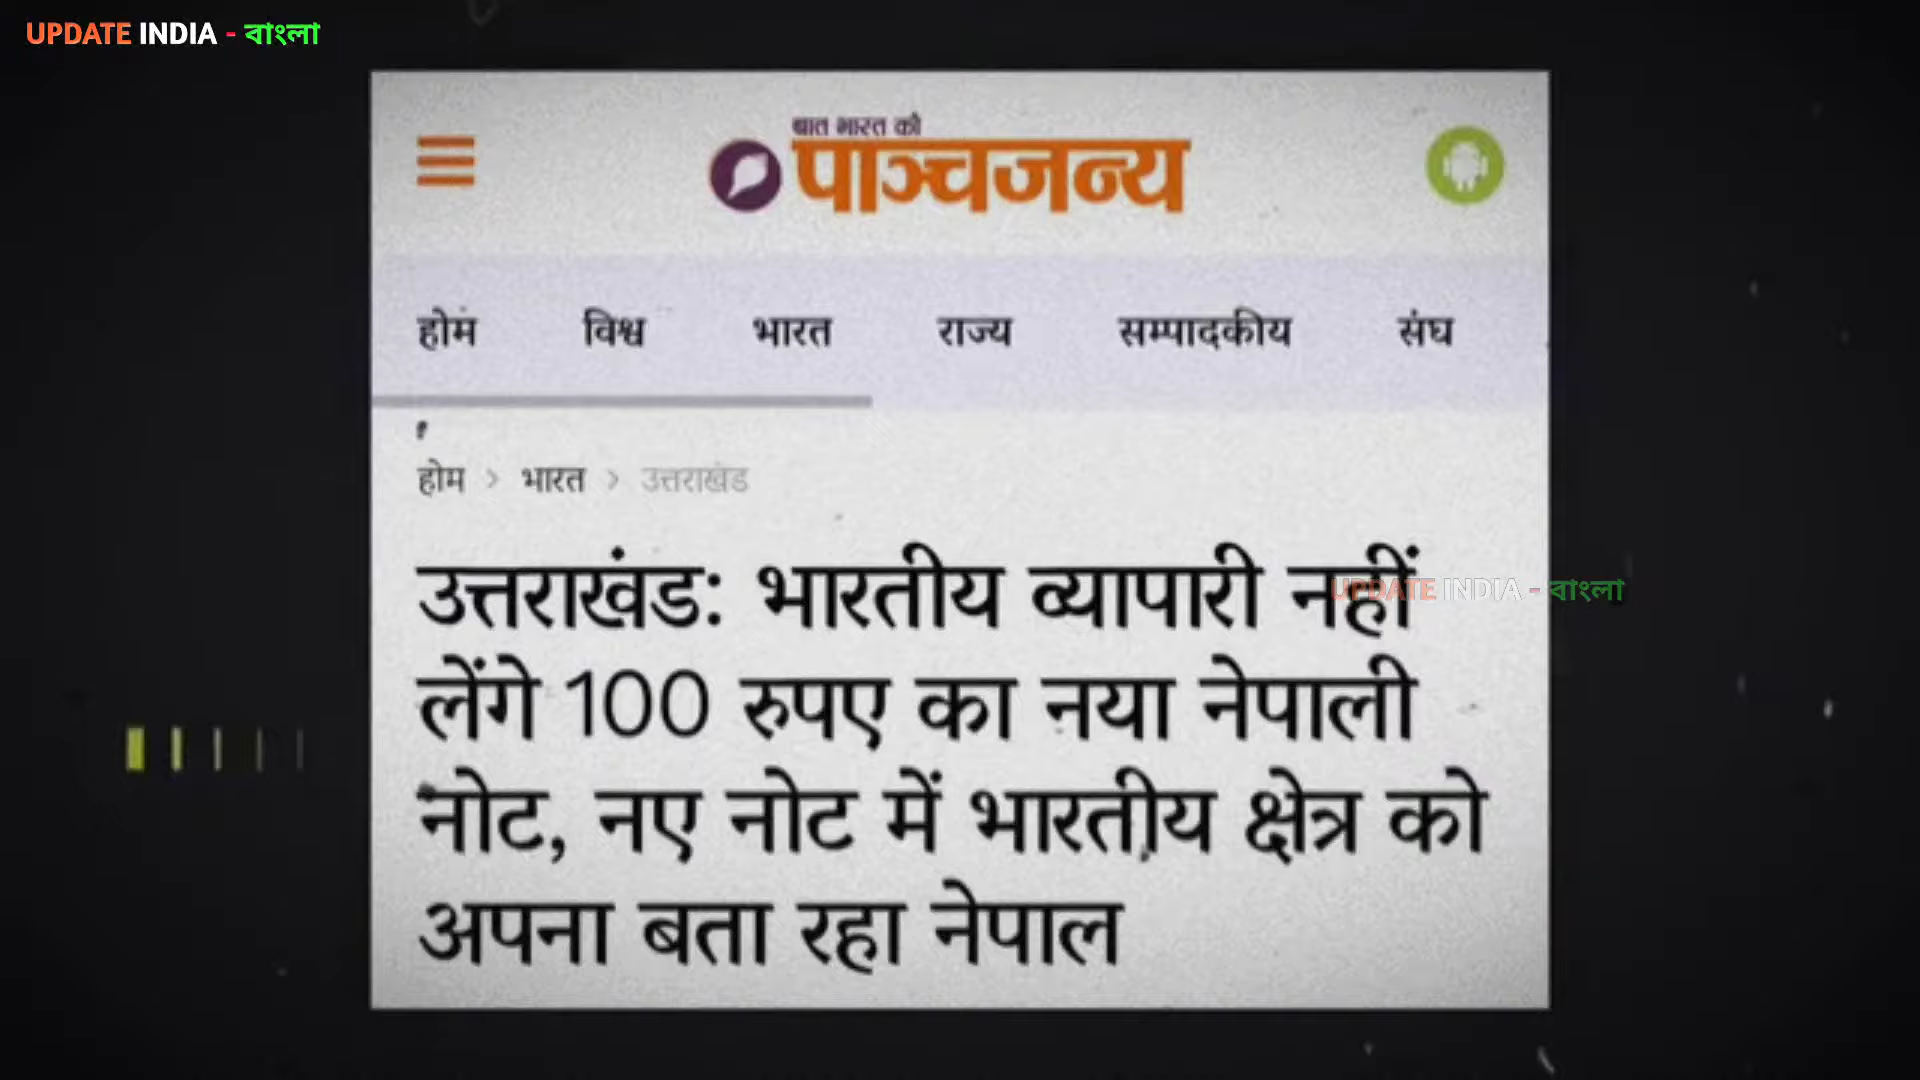 UPDATE INDIA - বাংলা
बात भारत की
पाञ्चजन्य
होम विश्व भारत राज्य सम्पादकीय संघ
होम > भारत > उत्तराखंड
उत्तराखंड: भारतीय व्यापारी नहीं
UPDATE INDIA - বাংলা
लेंगे 100 रुपए का नया नेपाली
नोट, नए नोट में भारतीय क्षेत्र को
अपना बता रहा नेपाल